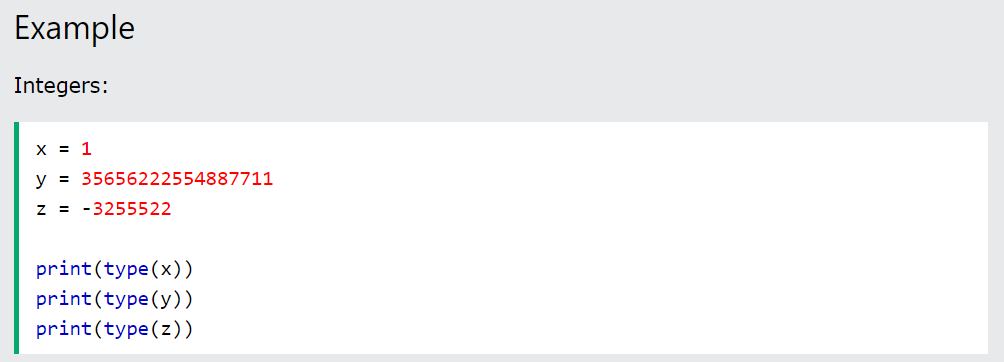 Example
Integers:
x = 1
y = 35656222554887711
z = -3255522
print(type(x))
print(type(y))
print(type(z))